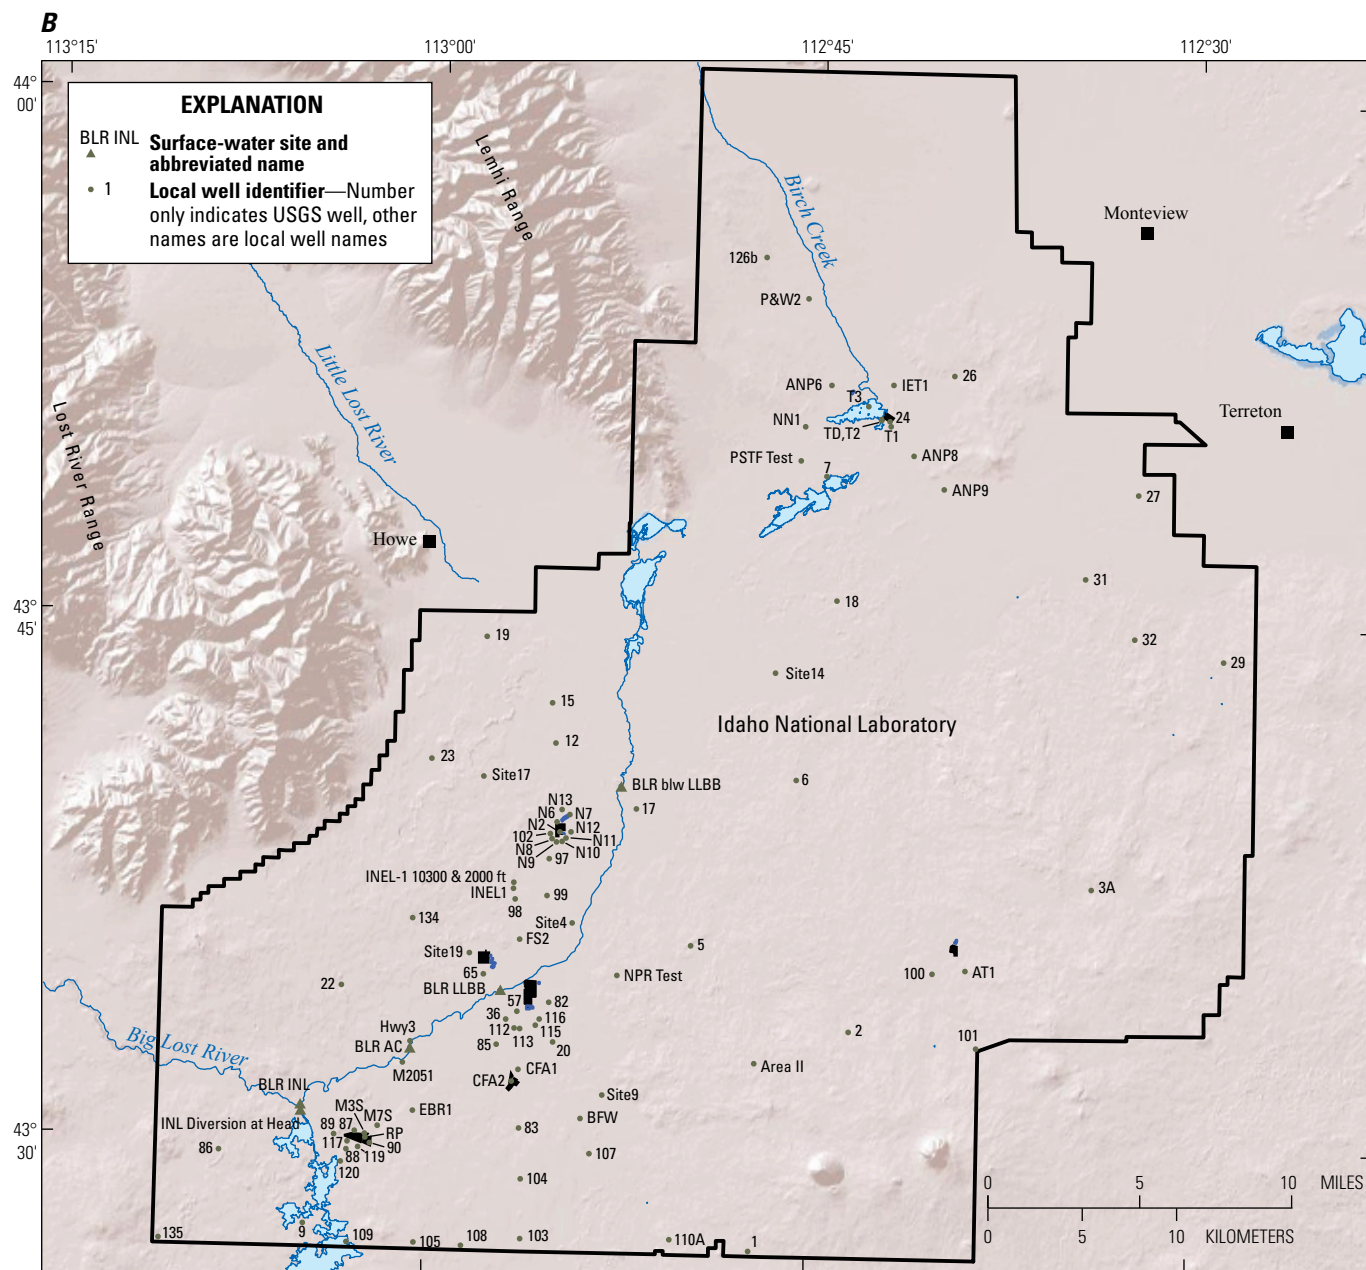 B
113°15'
113°00'
112°45'
112°30'
44°
00'
EXPLANATION
BLR INL
Surface-water site and
abbreviated name
1
Local well identifier—Number
only indicates USGS well, other
names are local well names
Lemhi Range
Birch Creek
Monteview
126b
P&W2
Little Lost River
Lost River Range
ANP6
IET1
26
T3
24
NN1
TD,T2
T1
Terreton
PSTF Test
7
ANP8
ANP9
27
Howe
31
43°
45'
18
19
32
29
Site14
15
Idaho National Laboratory
12
23
Site17
6
BLR blw LLBB
17
N13
N6
N7
N2
N12
102
N11
N8
N10
N9
97
INEL-1 10300 & 2000 ft
INEL1
99
98
3A
134
Site4
FS2
5
Site19
65
NPR Test
100
AT1
22
BLR LLBB
57
82
36
116
Hwy3
112
115
2
BLR AC
85
113
20
101
Big Lost River
M2051
CFA1
Area II
CFA2
BLR INL
Site9
M3S
EBR1
INL Diversion at Head
M7S
BFW
89
87
RP
83
43°
30'
86
117
90
88
119
107
120
104
0
5
10
MILES
0
5
10
KILOMETERS
9
135
109
105
108
103
110A
1